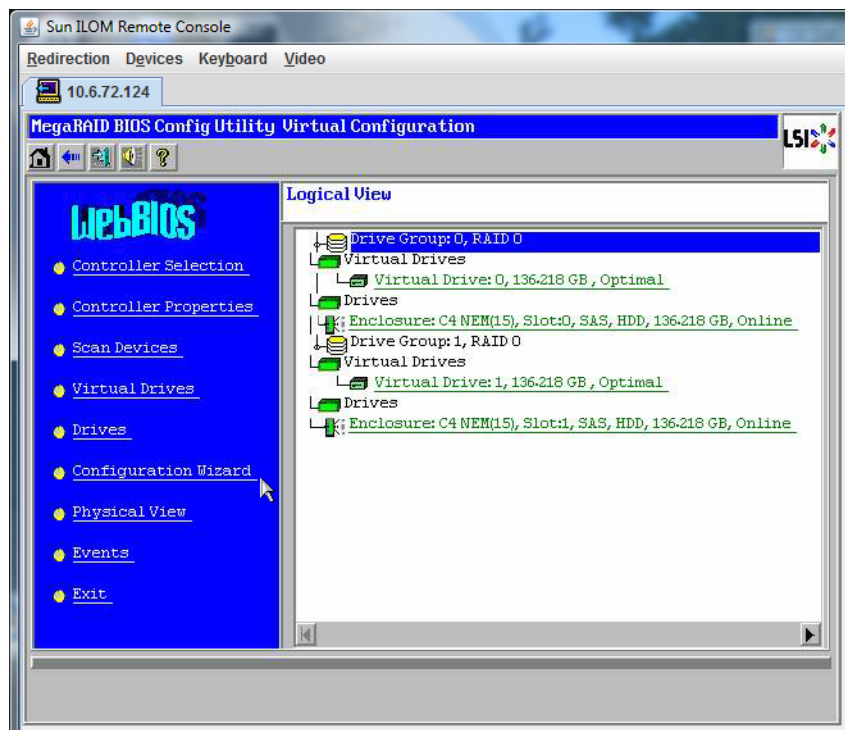 Sun ILOM Remote Console
Redirection Devices Keyboard Video
10.6.72.124
MegaRAID BIOS Config Utility Virtual Configuration
LSI
WebBIOS
Controller Selection
Controller Properties
Scan Devices
Virtual Drives
Drives
Configuration Wizard
Physical View
Events
Exit
Logical View
Drive Group: 0, RAID 0
Virtual Drives
Virtual Drive: 0, 136.218 GB , Optimal
Drives
Enclosure: C4 NEM(15), Slot:0, SAS, HDD, 136.218 GB, Online
Drive Group: 1, RAID 0
Virtual Drives
Virtual Drive: 1, 136.218 GB , Optimal
Drives
Enclosure: C4 NEM(15), Slot:1, SAS, HDD, 136.218 GB, Online